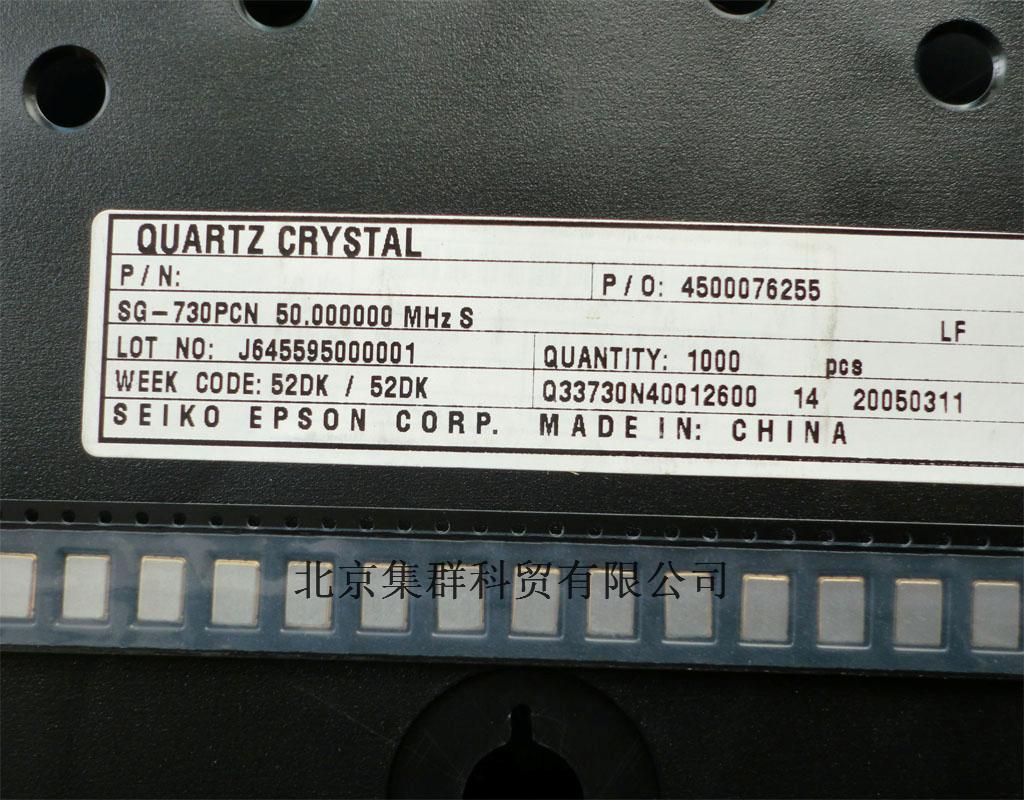 QUARTZ CRYSTAL
P/N: P/O: 4500076255
SG-730PCN 50.000000 MHz S LF
LOT NO: J645595000001 QUANTITY: 1000 pcs
WEEK CODE: 52DK / 52DK Q33730N40012600 14 20050311
SEIKO EPSON CORP. MADE IN: CHINA
北京集群科贸有限公司